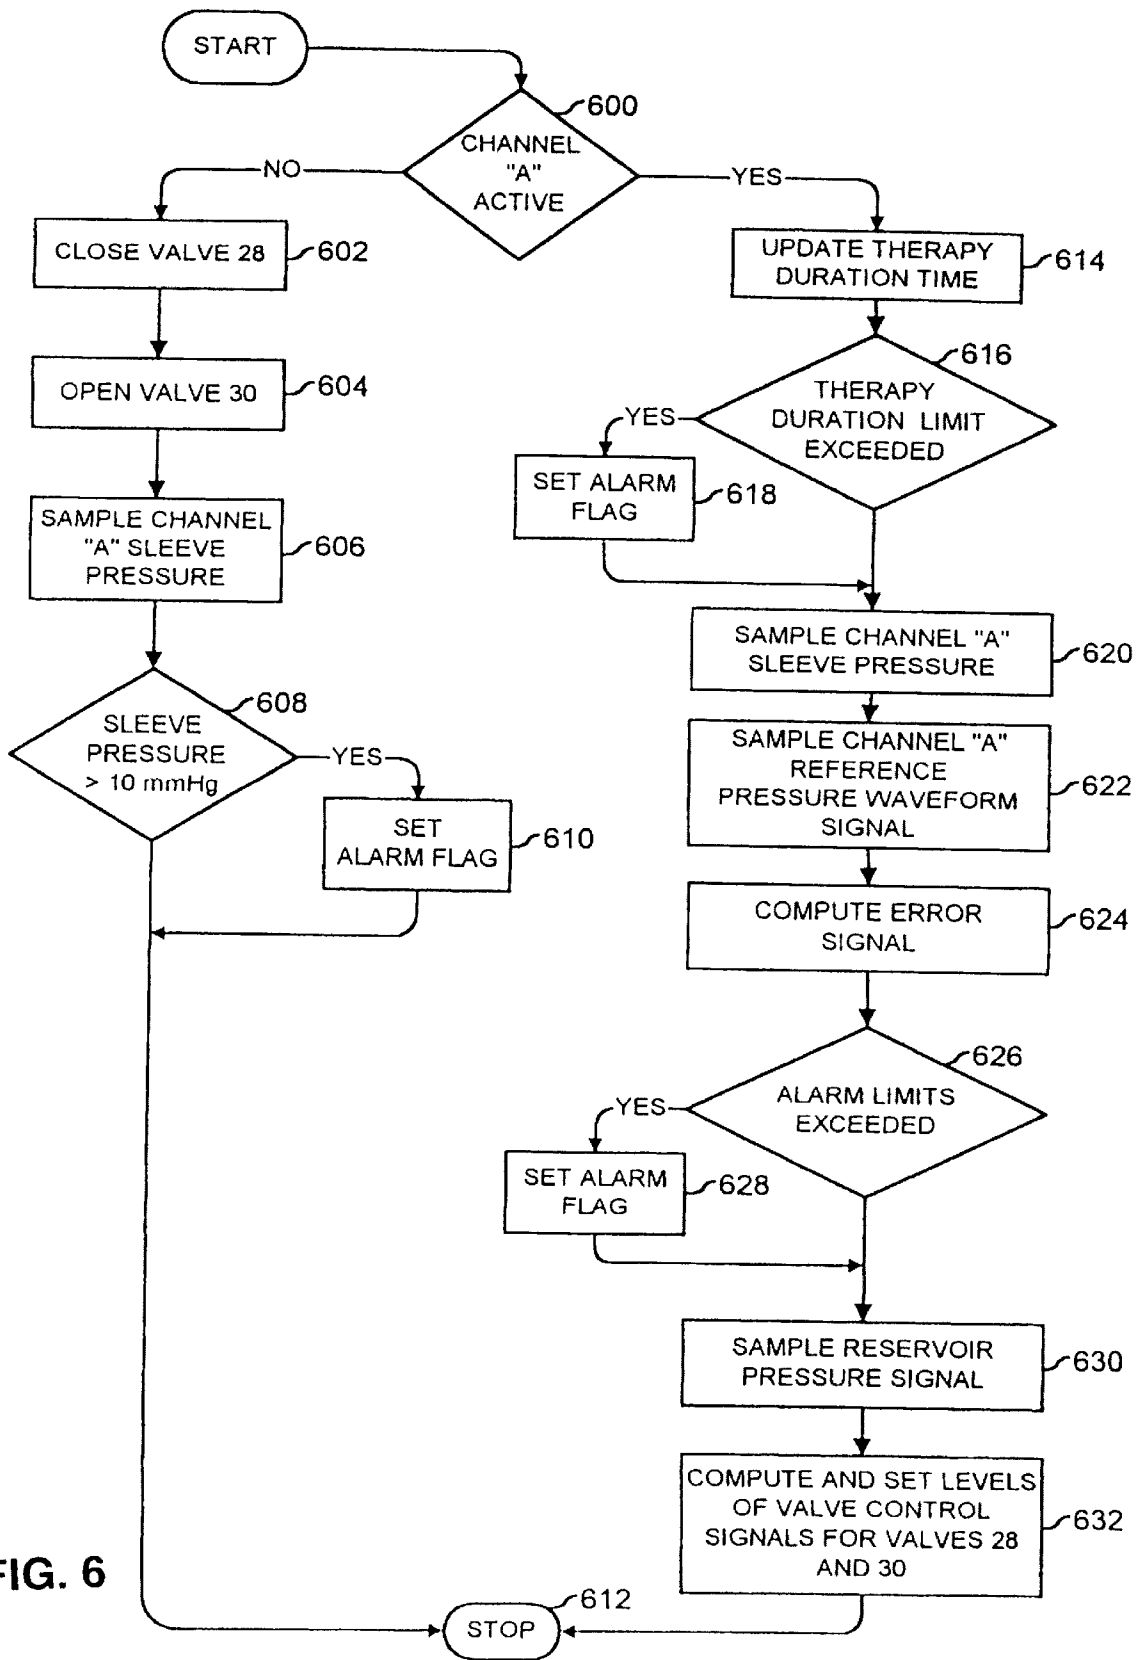 START
600
CHANNEL
"A"
ACTIVE
NO
YES
CLOSE VALVE 28
602
OPEN VALVE 30
604
SAMPLE CHANNEL
"A" SLEEVE
PRESSURE
606
SLEEVE
PRESSURE
> 10 mmHg
608
YES
SET
ALARM FLAG
610
UPDATE THERAPY
DURATION TIME
614
THERAPY
DURATION LIMIT
EXCEEDED
616
YES
SET ALARM
FLAG
618
SAMPLE CHANNEL "A"
SLEEVE PRESSURE
620
SAMPLE CHANNEL "A"
REFERENCE
PRESSURE WAVEFORM
SIGNAL
622
COMPUTE ERROR
SIGNAL
624
ALARM LIMITS
EXCEEDED
626
YES
SET ALARM
FLAG
628
SAMPLE RESERVOIR
PRESSURE SIGNAL
630
COMPUTE AND SET LEVELS
OF VALVE CONTROL
SIGNALS FOR VALVES 28
AND 30
632
STOP
612
FIG. 6